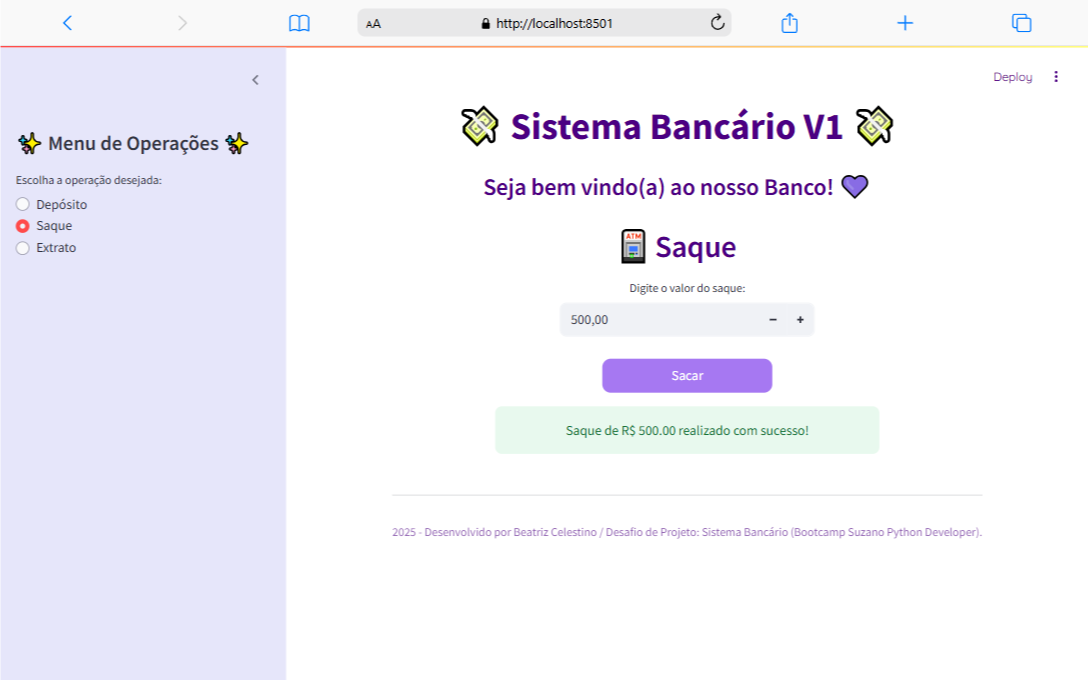 AA
http://localhost:8501
Deploy
Menu de Operações
Escolha a operação desejada:
Depósito
Saque
Extrato
Sistema Bancário V1
Seja bem vindo(a) ao nosso Banco!
ATM
Saque
Digite o valor do saque:
500,00
Sacar
Saque de R$ 500.00 realizado com sucesso!
2025 - Desenvolvido por Beatriz Celestino / Desafio de Projeto: Sistema Bancário (Bootcamp Suzano Python Developer).